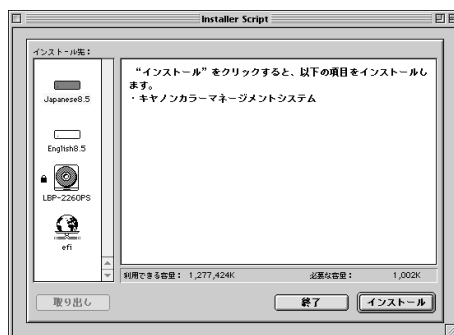 Installer Script
インストール先：
Japanese8.5
English8.5
LBP-2260PS
efi
“インストール”をクリックすると、以下の項目をインストールし
ます。
・キヤノンカラーマネージメントシステム
利用できる容量： 1,277,424K 必要な容量： 1,002K
取り出し 終了 インストール